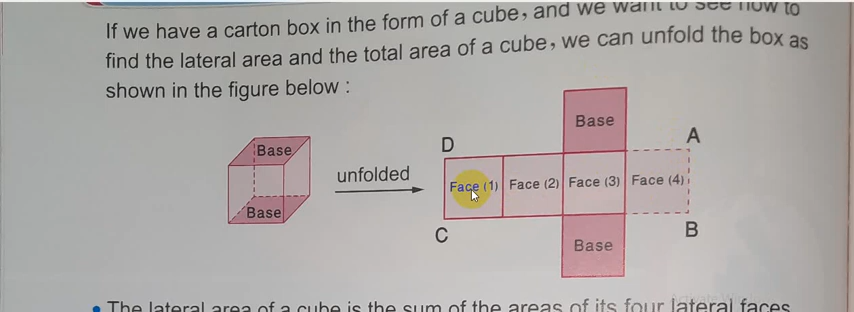 If we have a carton box in the form of a cube, and we want to see how to
find the lateral area and the total area of a cube, we can unfold the box as
shown in the figure below :
Base
Base
unfolded
D
A
Base
Face (1)
Face (2)
Face (3)
Face (4)
C
B
Base
• The lateral area of a cube is the sum of the areas of its four lateral faces